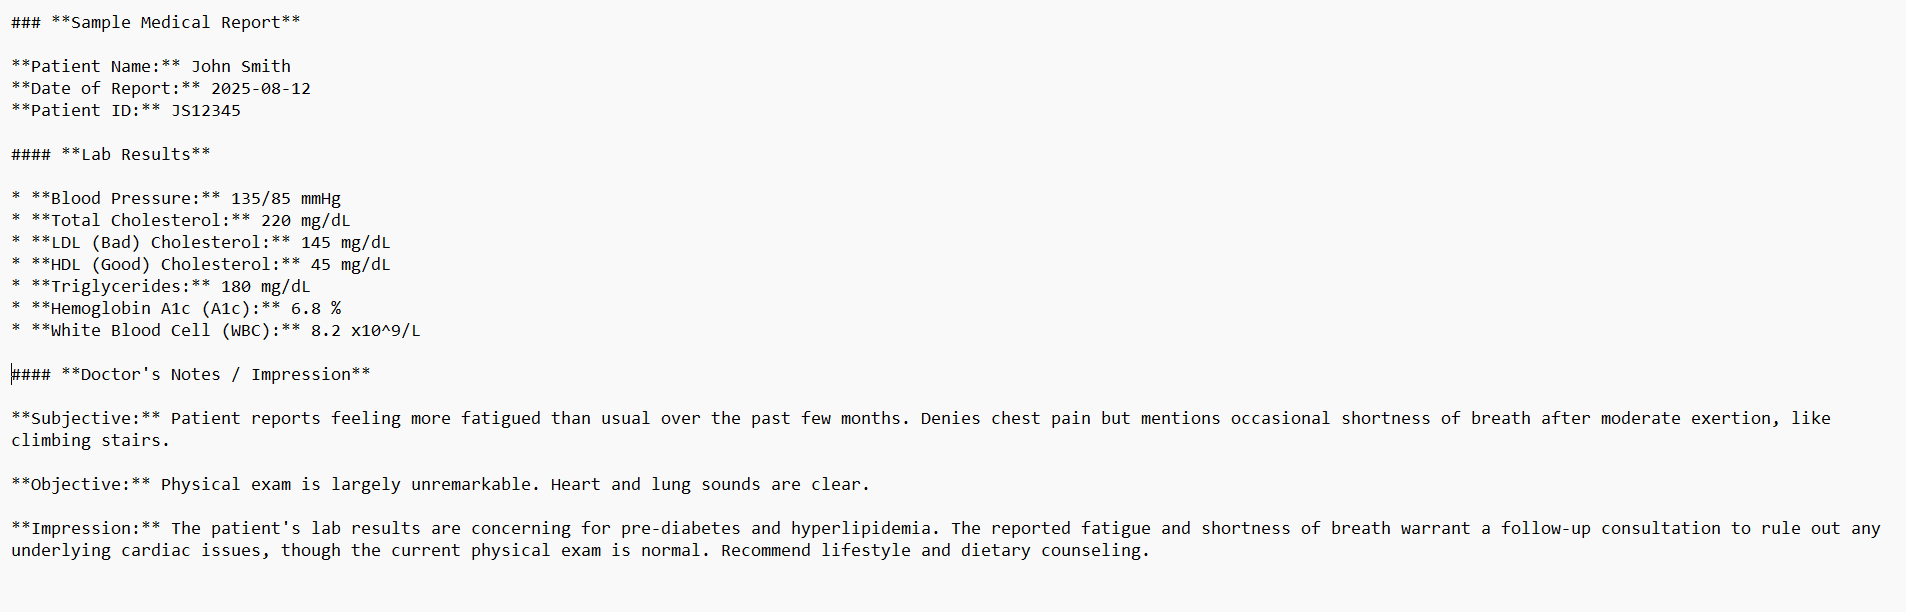 ### **Sample Medical Report**
**Patient Name:** John Smith
**Date of Report:** 2025-08-12
**Patient ID:** JS12345
#### **Lab Results**
* **Blood Pressure:** 135/85 mmHg
* **Total Cholesterol:** 220 mg/dL
* **LDL (Bad) Cholesterol:** 145 mg/dL
* **HDL (Good) Cholesterol:** 45 mg/dL
* **Triglycerides:** 180 mg/dL
* **Hemoglobin A1c (A1c):** 6.8 %
* **White Blood Cell (WBC):** 8.2 x10^9/L
#### **Doctor's Notes / Impression**
**Subjective:** Patient reports feeling more fatigued than usual over the past few months. Denies chest pain but mentions occasional shortness of breath after moderate exertion, like
climbing stairs.
**Objective:** Physical exam is largely unremarkable. Heart and lung sounds are clear.
**Impression:** The patient's lab results are concerning for pre-diabetes and hyperlipidemia. The reported fatigue and shortness of breath warrant a follow-up consultation to rule out any
underlying cardiac issues, though the current physical exam is normal. Recommend lifestyle and dietary counseling.